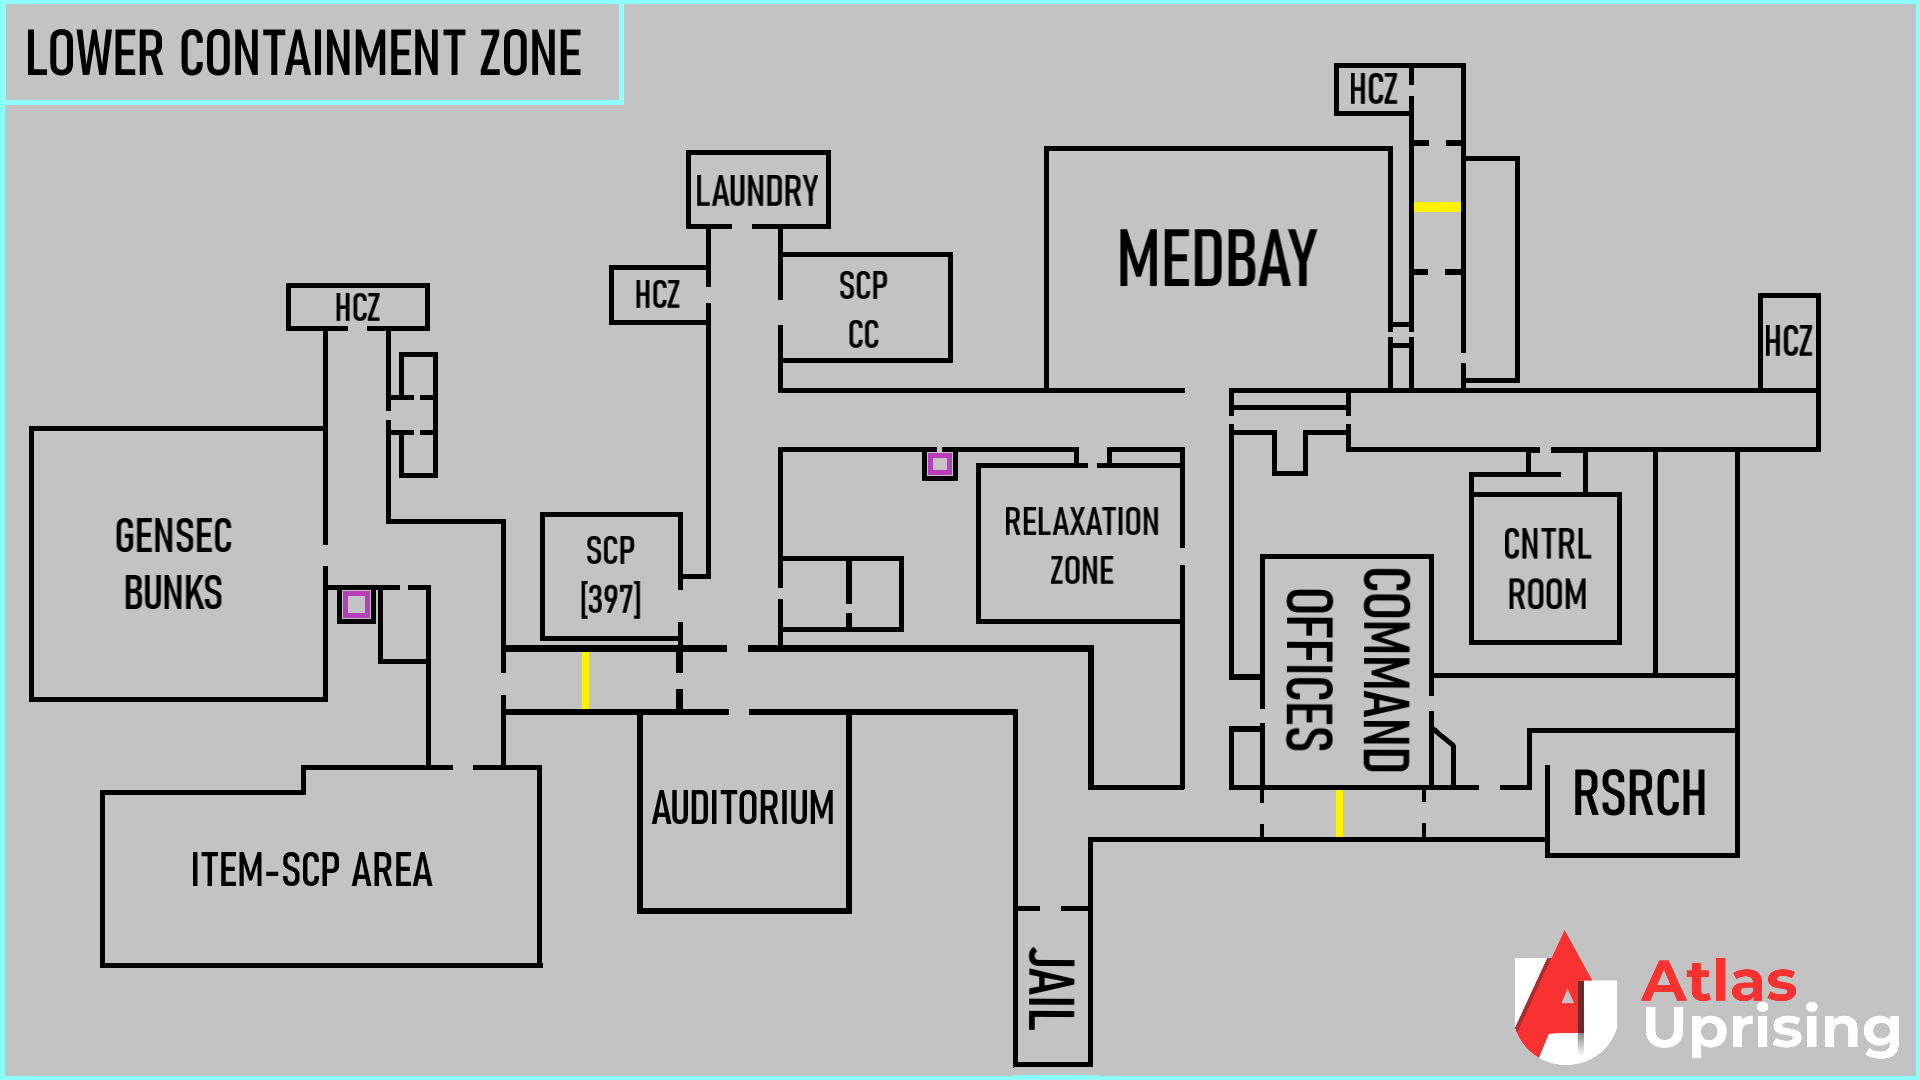 LOWER CONTAINMENT ZONE
HCZ
LAUNDRY
HCZ
SCP
CC
MEDBAY
HCZ
HCZ
GENSEC
BUNKS
SCP
[397]
RELAXATION
ZONE
CNTRL
ROOM
COMMAND
OFFICES
AUDITORIUM
RSRCH
ITEM-SCP AREA
JAIL
Atlas
Uprising